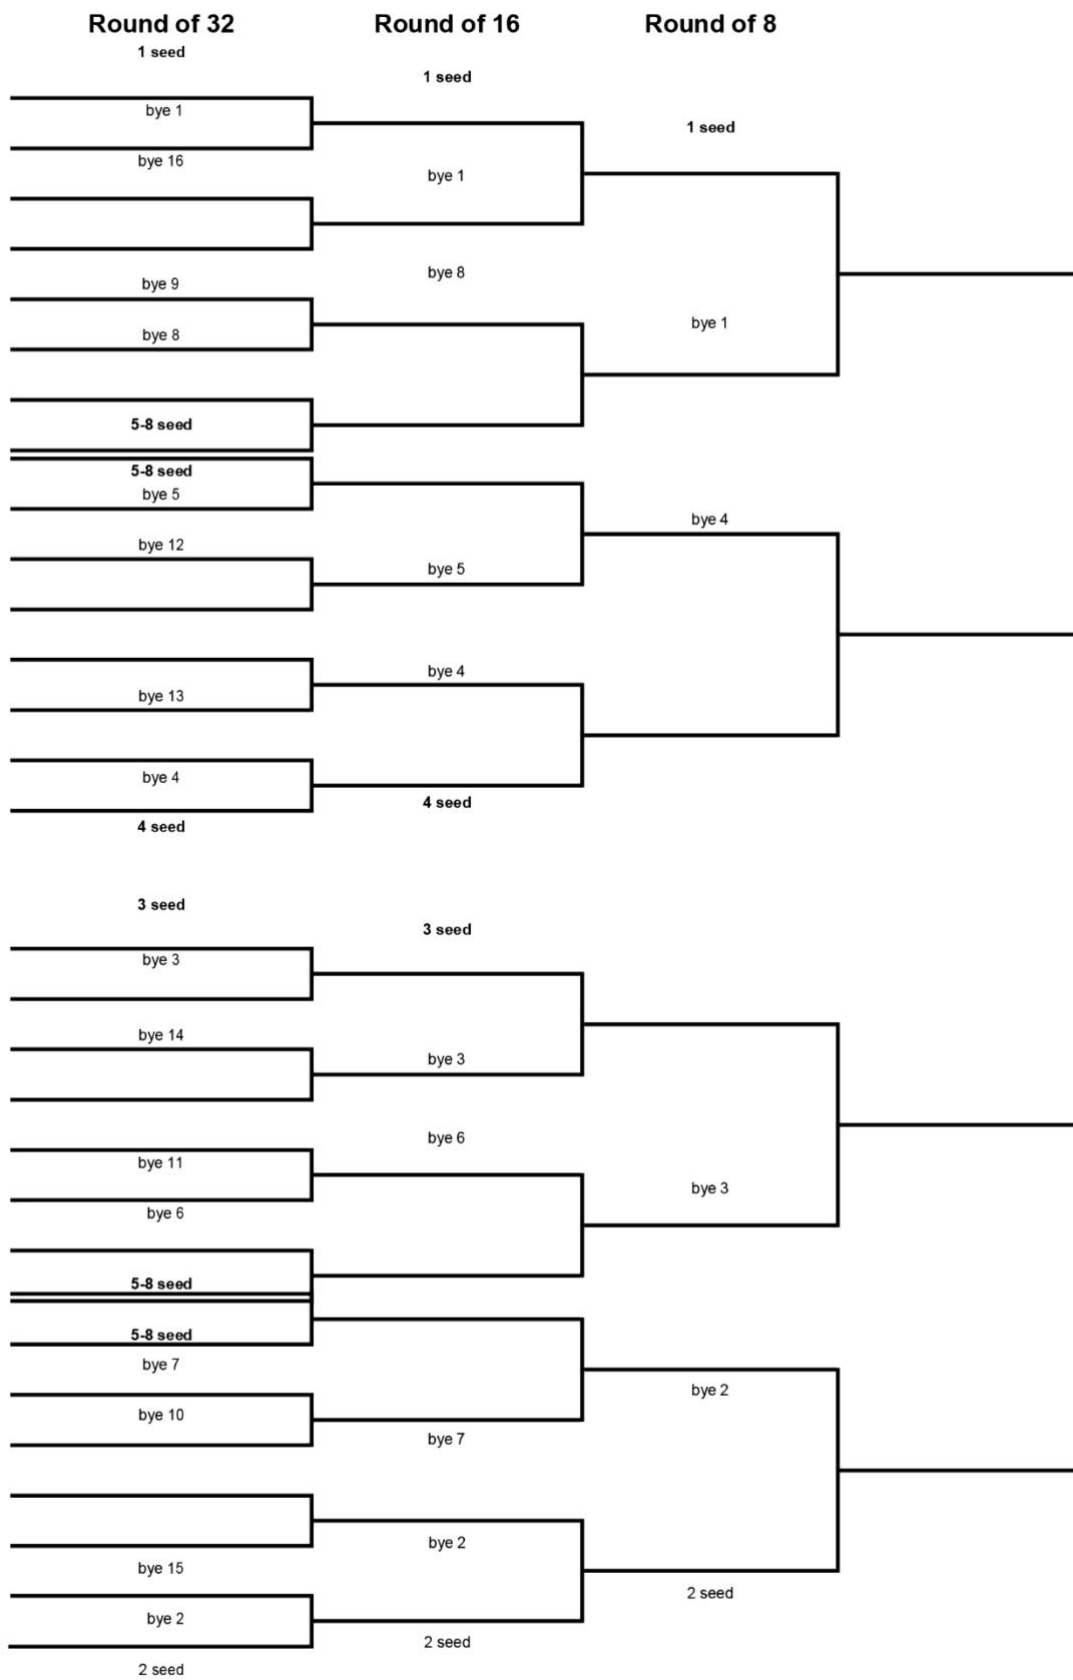 Round of 32
Round of 16
Round of 8
1 seed
bye 1
bye 16
bye 9
bye 8
5-8 seed
5-8 seed
bye 5
bye 12
bye 13
bye 4
4 seed
3 seed
bye 3
bye 14
bye 11
bye 6
5-8 seed
5-8 seed
bye 7
bye 10
bye 15
bye 2
2 seed
1 seed
bye 1
bye 8
bye 5
bye 4
4 seed
3 seed
bye 3
bye 6
bye 7
bye 2
2 seed
1 seed
bye 1
bye 4
bye 3
bye 2
2 seed